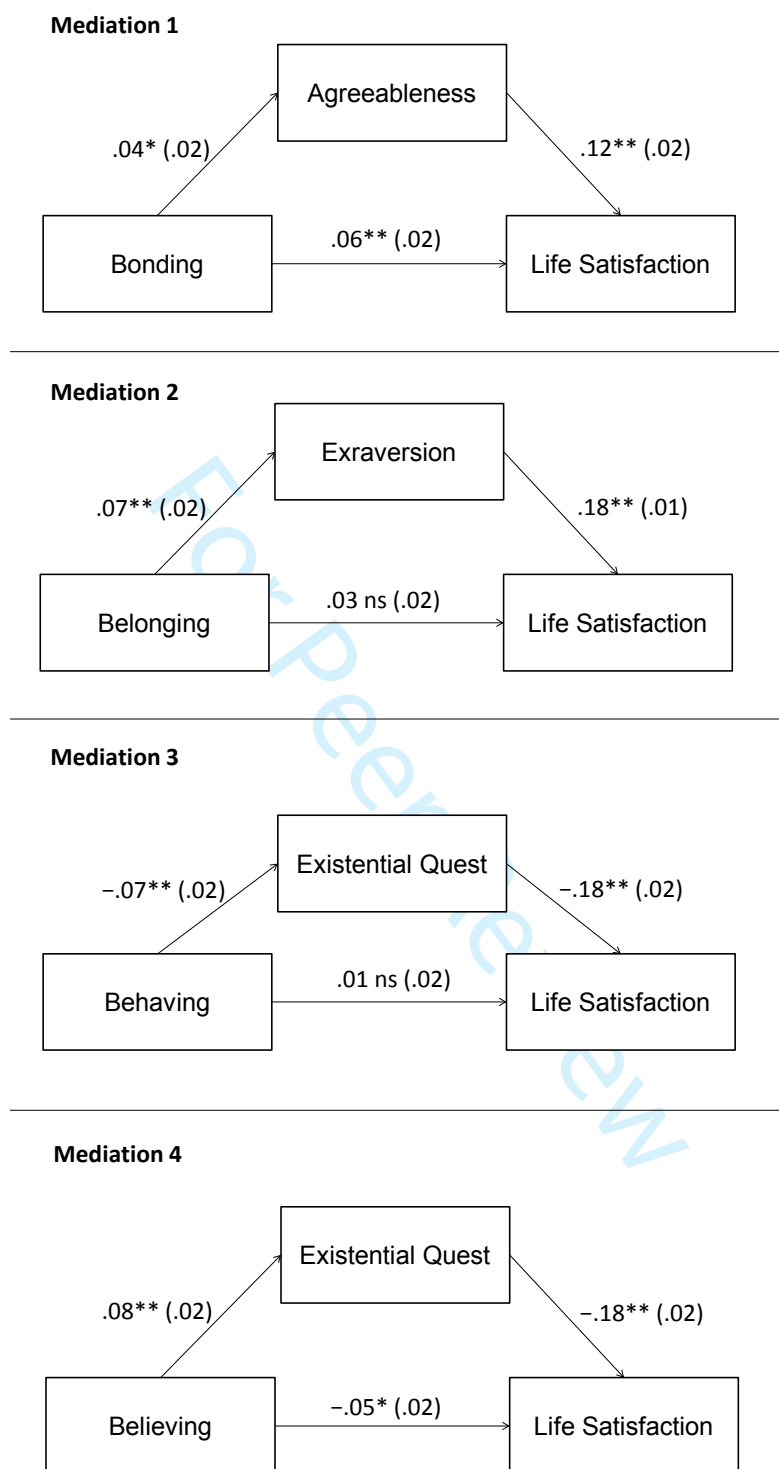 Mediation 1
Agreeableness
.04* (.02)
.12** (.02)
.06** (.02)
Bonding
Life Satisfaction
Mediation 2
Exraversion
.07** (.02)
.18** (.01)
.03 ns (.02)
Belonging
Life Satisfaction
Mediation 3
Existential Quest
−.07** (.02)
−.18** (.02)
.01 ns (.02)
Behaving
Life Satisfaction
Mediation 4
Existential Quest
.08** (.02)
−.18** (.02)
−.05* (.02)
Believing
Life Satisfaction
For Peer Review